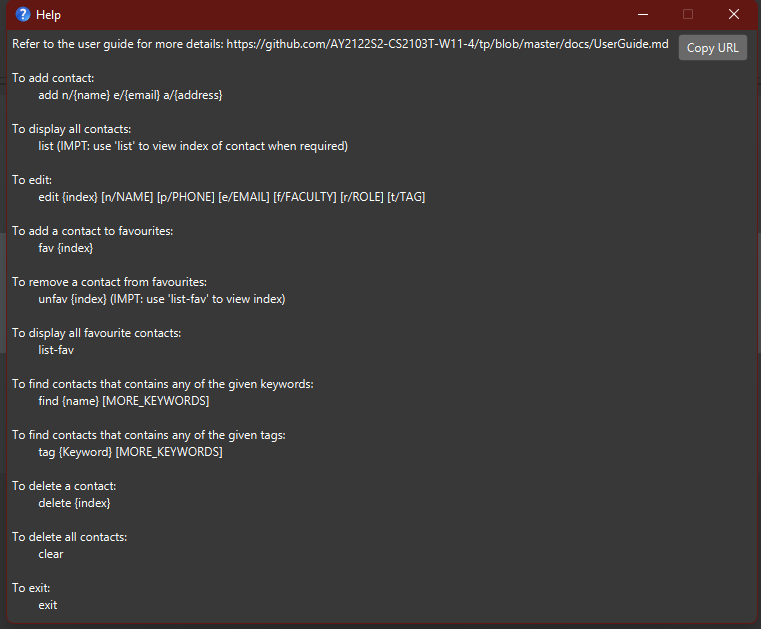 Help
Refer to the user guide for more details: https://github.com/AY2122S2-CS2103T-W11-4/tp/blob/master/docs/UserGuide.md
Copy URL
To add contact:
add n/{name} e/{email} a/{address}
To display all contacts:
list (IMPT: use 'list' to view index of contact when required)
To edit:
edit {index} [n/NAME] [p/PHONE] [e/EMAIL] [f/FACULTY] [r/ROLE] [t/TAG]
To add a contact to favourites:
fav {index}
To remove a contact from favourites:
unfav {index} (IMPT: use 'list-fav' to view index)
To display all favourite contacts:
list-fav
To find contacts that contains any of the given keywords:
find {name} [MORE_KEYWORDS]
To find contacts that contains any of the given tags:
tag {Keyword} [MORE_KEYWORDS]
To delete a contact:
delete {index}
To delete all contacts:
clear
To exit:
exit